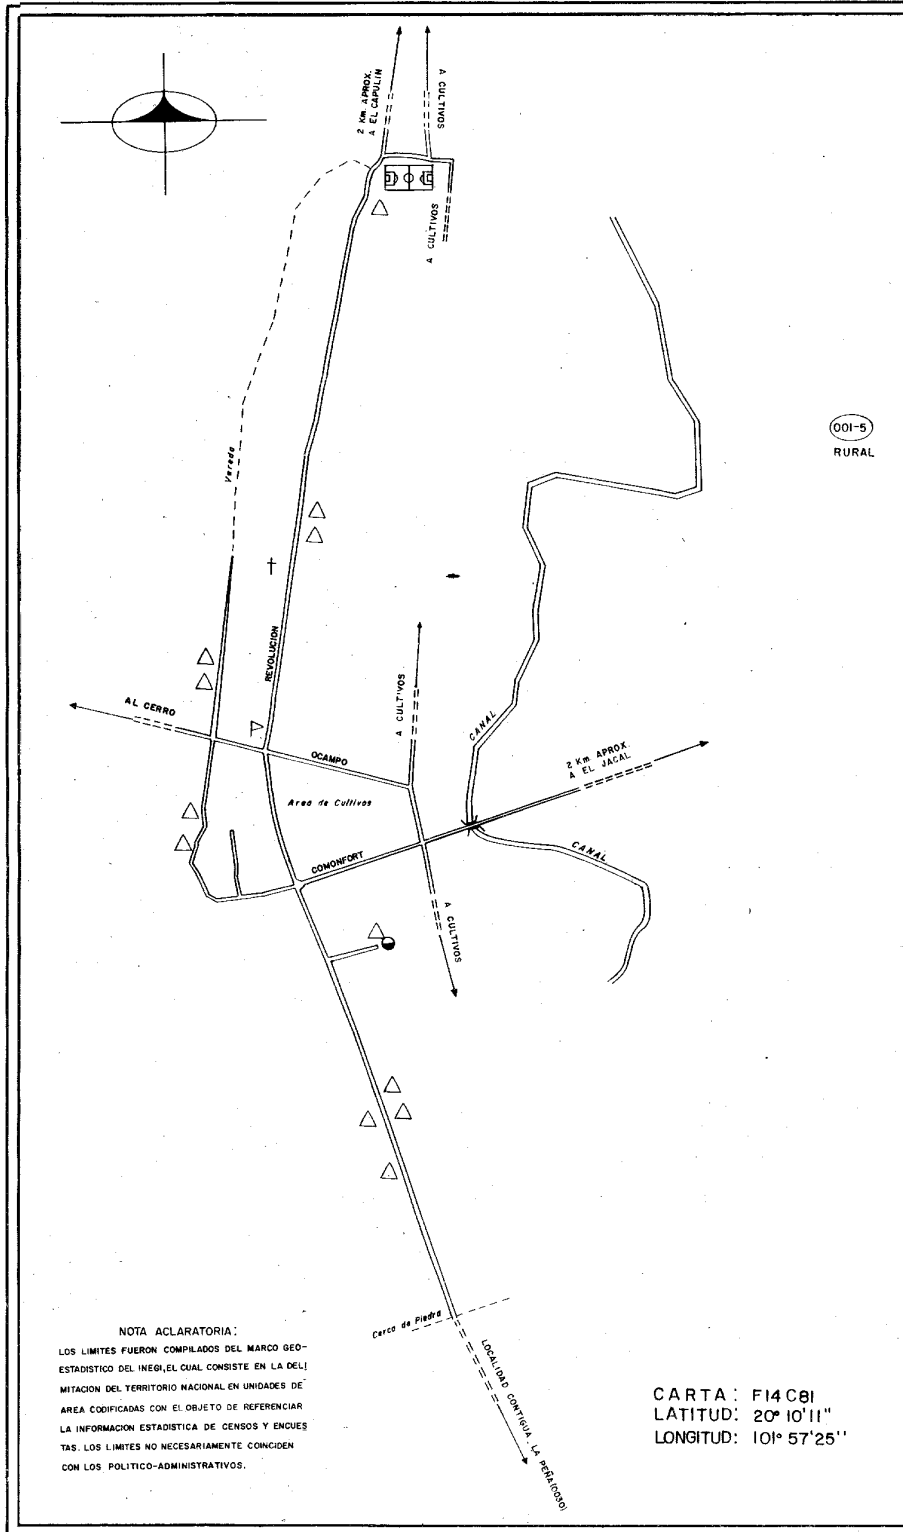 2 Km. APROX.
A EL CAPULIN
A CULTIVOS
A CULTIVOS
001-5
RURAL
Vereda
REVOLUCION
AL CERRO
A CULTIVOS
CANAL
OCAMPO
2 Km. APROX.
A EL JACAL
Area de Cultivos
COMONFORT
CANAL
A CULTIVOS
Cerca de Piedra
LOCALIDAD CONTIGUA LA PEÑA(0030)
NOTA ACLARATORIA:
LOS LIMITES FUERON COMPILADOS DEL MARCO GEO-
ESTADISTICO DEL INEGI, EL CUAL CONSISTE EN LA DELI
MITACION DEL TERRITORIO NACIONAL EN UNIDADES DE
AREA CODIFICADAS CON EL OBJETO DE REFERENCIAR
LA INFORMACION ESTADISTICA DE CENSOS Y ENCUES
TAS. LOS LIMITES NO NECESARIAMENTE COINCIDEN
CON LOS POLITICO-ADMINISTRATIVOS.
CARTA: F14C81
LATITUD: 20° 10'11"
LONGITUD: 101° 57'25''